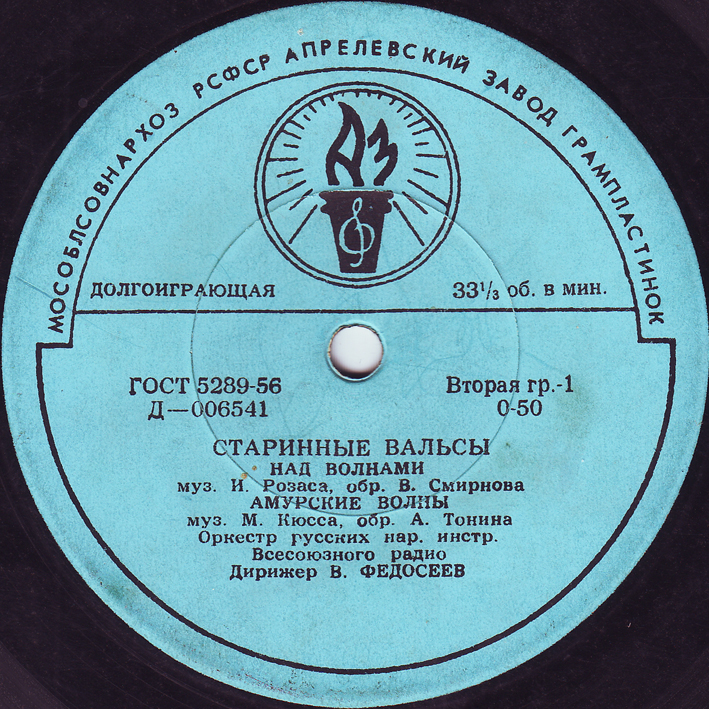 МОСОБЛСОВНАРХОЗ РСФСР АПРЕЛЕВСКИЙ ЗАВОД ГРАМПЛАСТИНОК
АЗ
ДОЛГОИГРАЮЩАЯ 33⅓ об. в мин.
ГОСТ 5289-56 Вторая гр.-1
Д—006541 0-50
СТАРИННЫЕ ВАЛЬСЫ
НАД ВОЛНАМИ
муз. И. Розаса, обр. В. Смирнова
АМУРСКИЕ ВОЛНЫ
муз. М. Кюсса, обр. А. Тонина
Оркестр русских нар. инстр.
Всесоюзного радио
Дирижер В. ФЕДОСЕЕВ